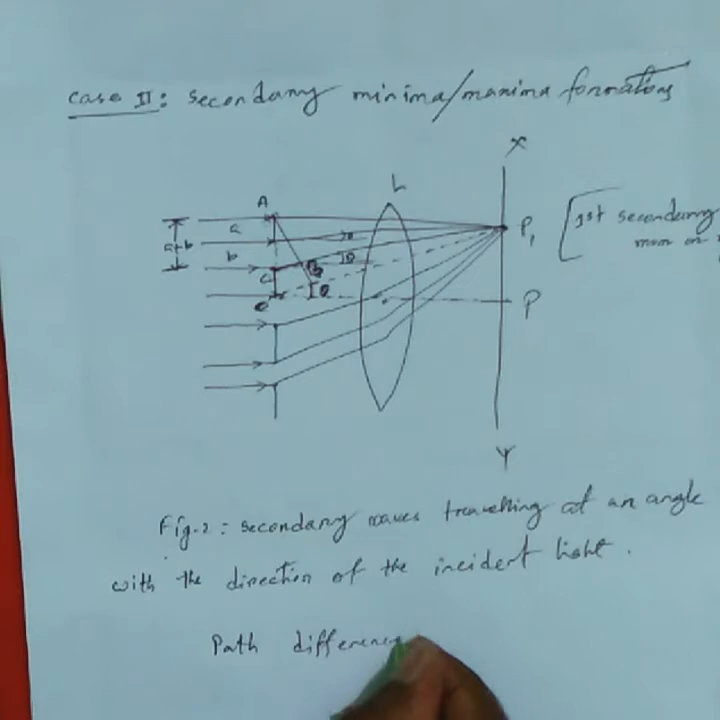 case II: secondary minima/maxima formations
X
L
A
a
a+b
b
θ
θ
C
θ
P₁
[1st secondary
P
Y
Fig.2: secondary waves travelling at an angle
with the direction of the incident light.
Path difference